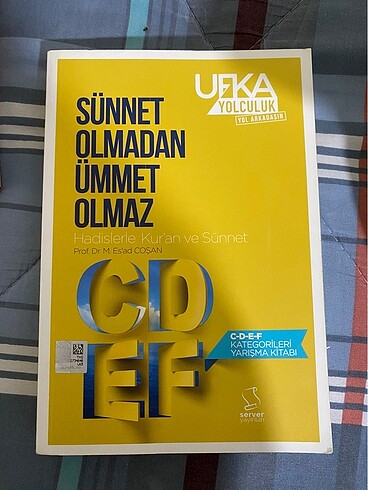 UFKA
YOLCULUK
YOL ARKADAŞIN
SÜNNET
OLMADAN
ÜMMET
OLMAZ
Hadislerle Kur'an ve Sünnet
Prof. Dr. M. Es'ad COŞAN
C,D
EF
C-D-E-F
KATEGORİLERİ
YARIŞMA KİTABI
server
yayınları